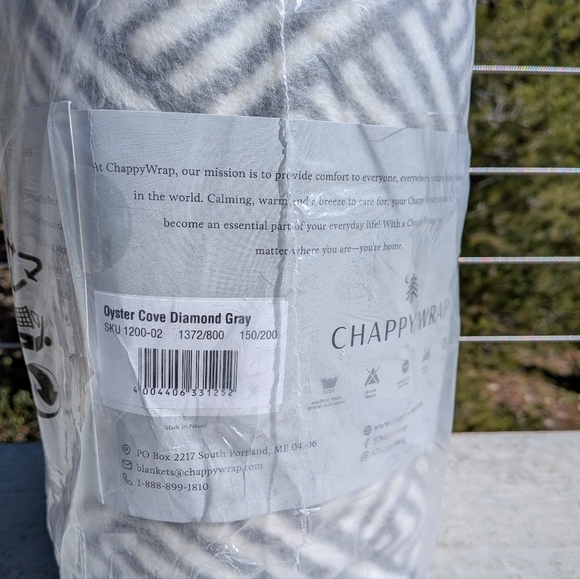 At ChappyWrap, our mission is to provide comfort to everyone, everywhere
in the world. Calming, warm and a breeze to care for, your Chappy
become an essential part of your everyday life! With a
matter where you are—you're home.
CHAPPYWRAP
Oyster Cove Diamond Gray
SKU 1200-02 1372/800 150/200
4 004406 331252
Made in Poland
PO Box 2217 South Portland, ME 04 06
blankets@chappywrap.com
1-888-899-1810